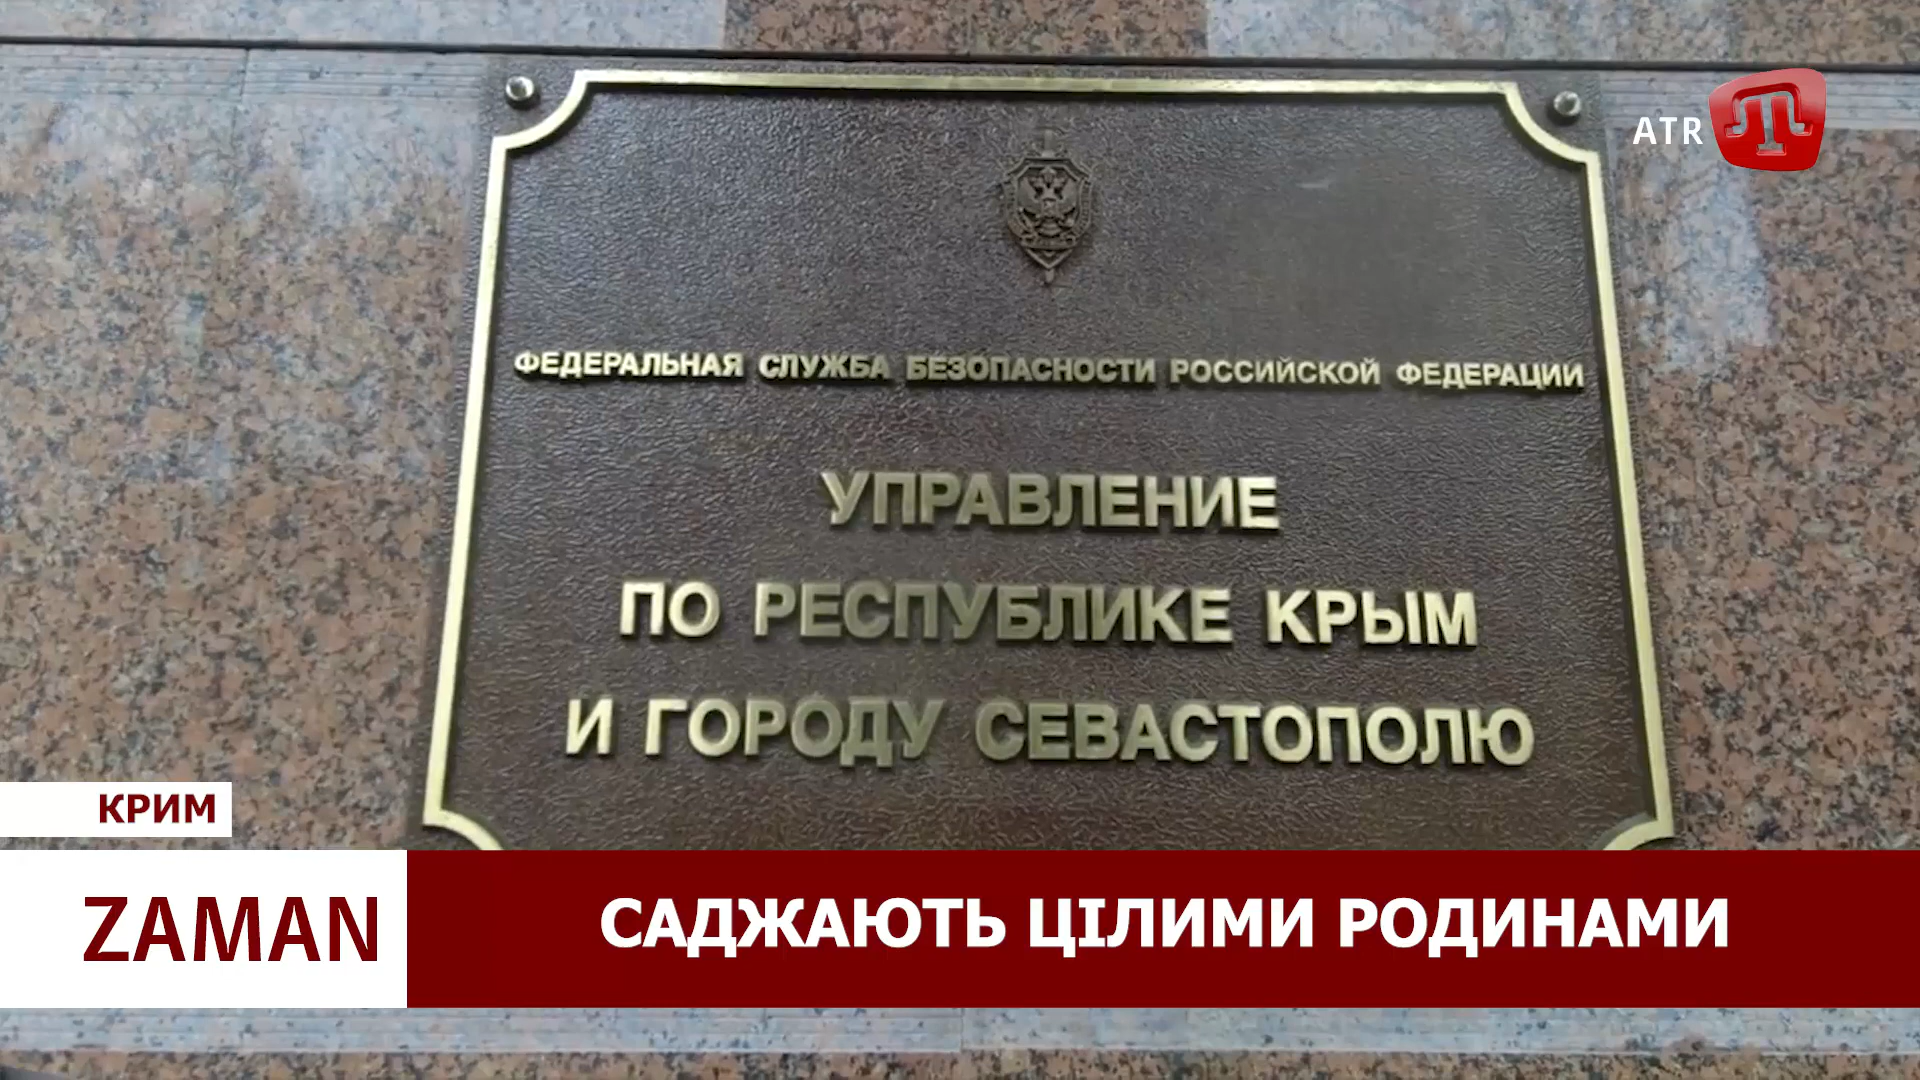 ATR
ФЕДЕРАЛЬНАЯ СЛУЖБА БЕЗОПАСНОСТИ РОССИЙСКОЙ ФЕДЕРАЦИИ
УПРАВЛЕНИЕ
ПО РЕСПУБЛИКЕ КРЫМ
И ГОРОДУ СЕВАСТОПОЛЮ
КРИМ
ZAMAN
САДЖАЮТЬ ЦІЛИМИ РОДИНАМИ